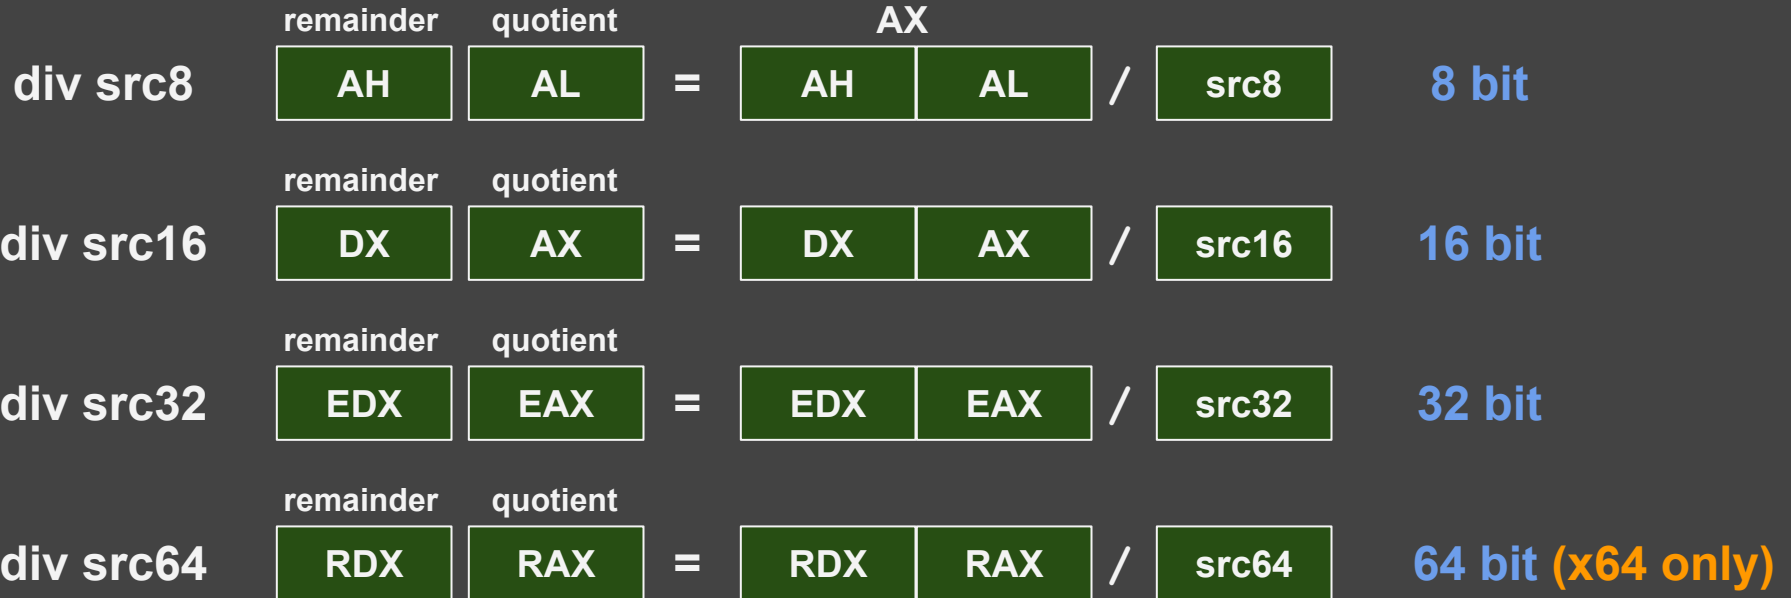 remainder quotient AX
div src8 AH AL = AH AL / src8 8 bit
remainder quotient
div src16 DX AX = DX AX / src16 16 bit
remainder quotient
div src32 EDX EAX = EDX EAX / src32 32 bit
remainder quotient
div src64 RDX RAX = RDX RAX / src64 64 bit (x64 only)